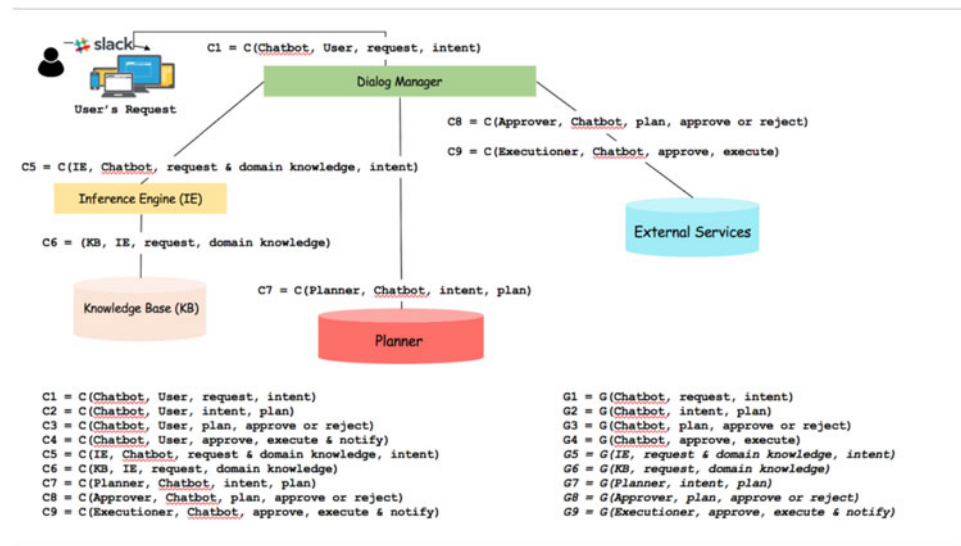 slack
C1 = C(Chatbot, User, request, intent)
Dialog Manager
User's Request
C8 = C(Approver, Chatbot, plan, approve or reject)
C9 = C(Executioner, Chatbot, approve, execute)
C5 = C(IE, Chatbot, request & domain knowledge, intent)
Inference Engine (IE)
External Services
C6 = (KB, IE, request, domain knowledge)
C7 = C(Planner, Chatbot, intent, plan)
Knowledge Base (KB)
Planner
C1 = C(Chatbot, User, request, intent)
C2 = C(Chatbot, User, intent, plan)
C3 = C(Chatbot, User, plan, approve or reject)
C4 = C(Chatbot, User, approve, execute & notify)
C5 = C(IE, Chatbot, request & domain knowledge, intent)
C6 = C(KB, IE, request, domain knowledge)
C7 = C(Planner, Chatbot, intent, plan)
C8 = C(Approver, Chatbot, plan, approve or reject)
C9 = C(Executioner, Chatbot, approve, execute & notify)
G1 = G(Chatbot, request, intent)
G2 = G(Chatbot, intent, plan)
G3 = G(Chatbot, plan, approve or reject)
G4 = G(Chatbot, approve, execute)
G5 = G(IE, request & domain knowledge, intent)
G6 = G(KB, request, domain knowledge)
G7 = G(Planner, intent, plan)
G8 = G(Approver, plan, approve or reject)
G9 = G(Executioner, approve, execute & notify)